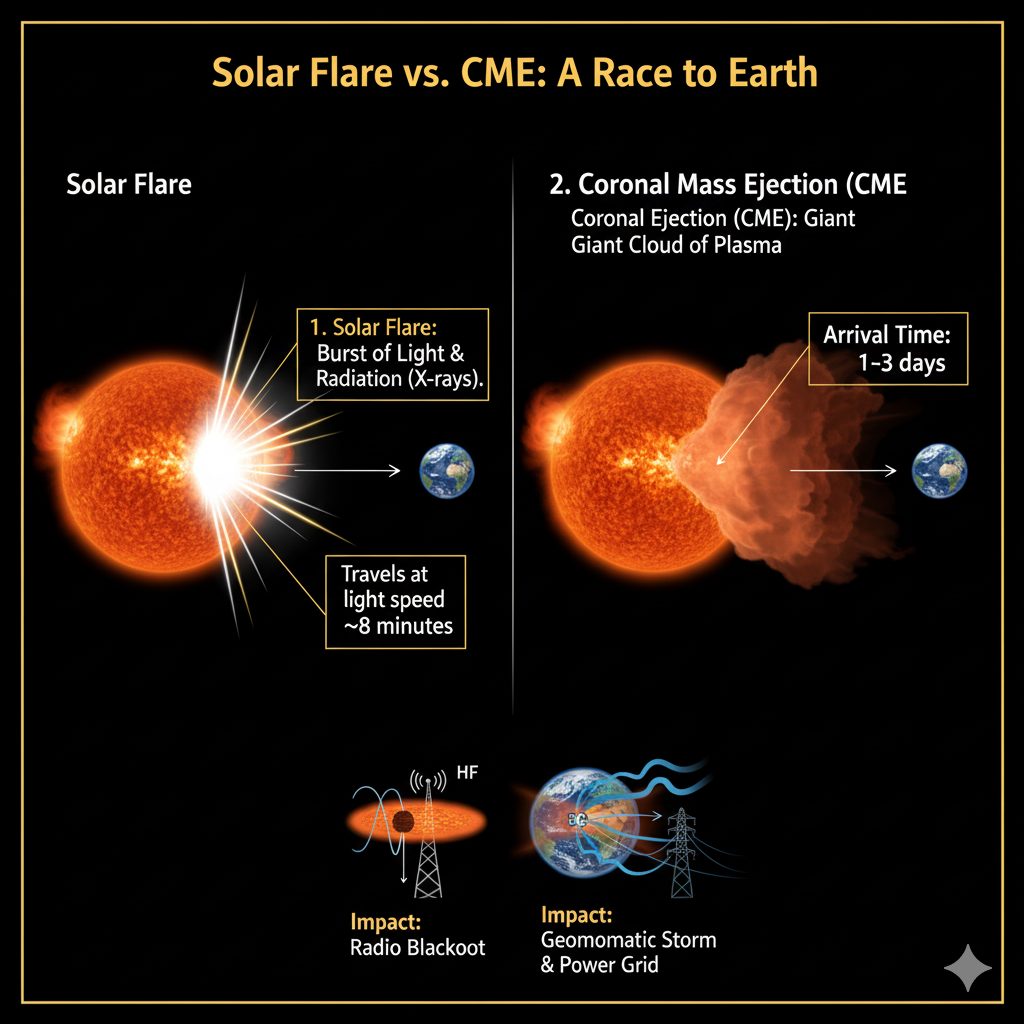 Solar Flare vs. CME: A Race to Earth
Solar Flare
1. Solar Flare:
Burst of Light &
Radiation (X-rays).
Travels at
light speed
~8 minutes
2. Coronal Mass Ejection (CME
Coronal Ejection (CME): Giant
Giant Cloud of Plasma
Arrival Time:
1–3 days
HF
Impact:
Radio Blackoot
Impact:
Geomomatic Storm
& Power Grid